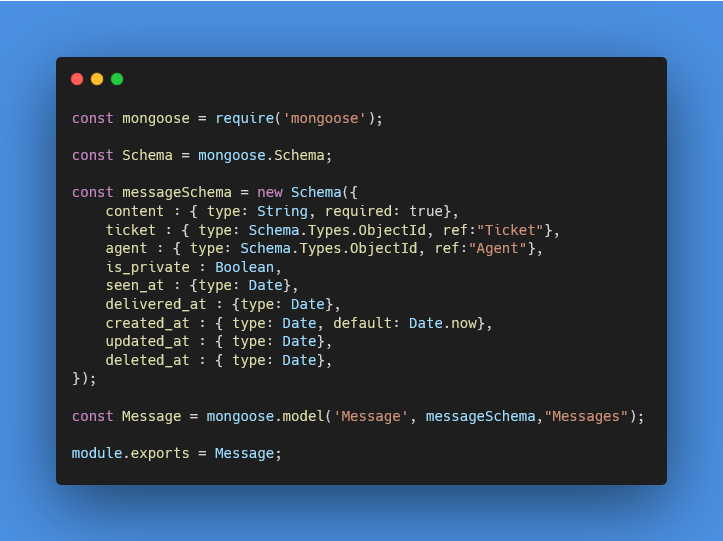 const mongoose = require('mongoose');
const Schema = mongoose.Schema;
const messageSchema = new Schema({
    content : { type: String, required: true},
    ticket : { type: Schema.Types.ObjectId, ref:"Ticket"},
    agent : { type: Schema.Types.ObjectId, ref:"Agent"},
    is_private : Boolean,
    seen_at : {type: Date},
    delivered_at : {type: Date},
    created_at : { type: Date, default: Date.now},
    updated_at : { type: Date},
    deleted_at : { type: Date},
});
const Message = mongoose.model('Message', messageSchema,"Messages");
module.exports = Message;